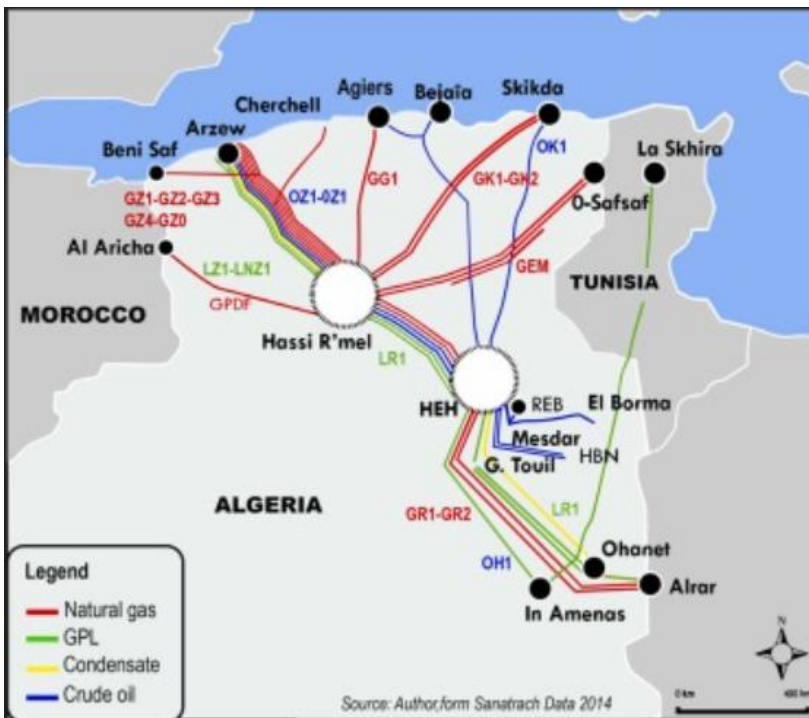 Cherchell
Agiers
Bejaîa
Skikda
Arzew
Beni Saf
OK1
La Skhira
GZ1-GZ2-GZ3
GZ4-GZ0
OZ1-0Z1
GG1
GK1-GK2
0-Safsaf
Al Aricha
LZ1-LNZ1
GEM
TUNISIA
GPDF
MOROCCO
Hassi R'mel
LR1
HEH
REB
El Borma
Mesdar
HBN
G. Touil
ALGERIA
GR1-GR2
LR1
OH1
Ohanet
Alrar
In Amenas
Legend
Natural gas
GPL
Condensate
Crude oil
N
Source: Author,form Sanatrach Data 2014
0 km